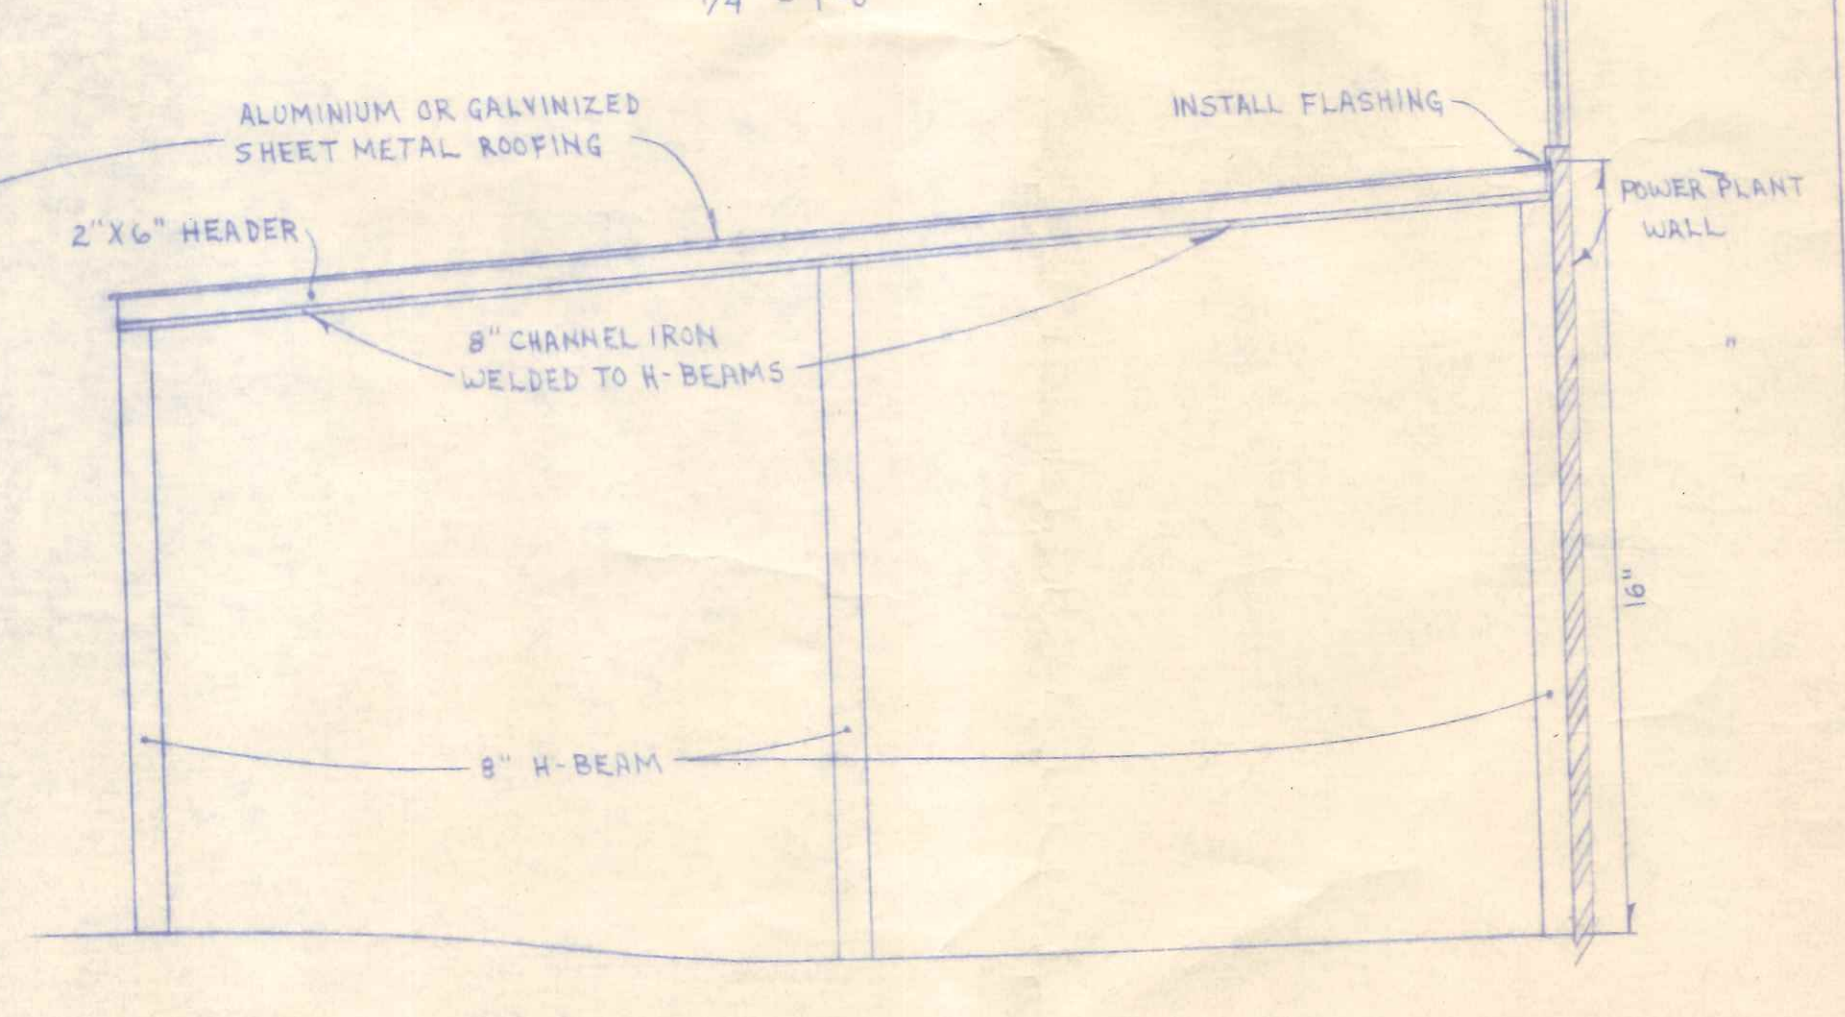 ALUMINIUM OR GALVINIZED
SHEET METAL ROOFING
INSTALL FLASHING
POWER PLANT
WALL
2"X6" HEADER
8" CHANNEL IRON
WELDED TO H-BEAMS
16"
8" H-BEAM